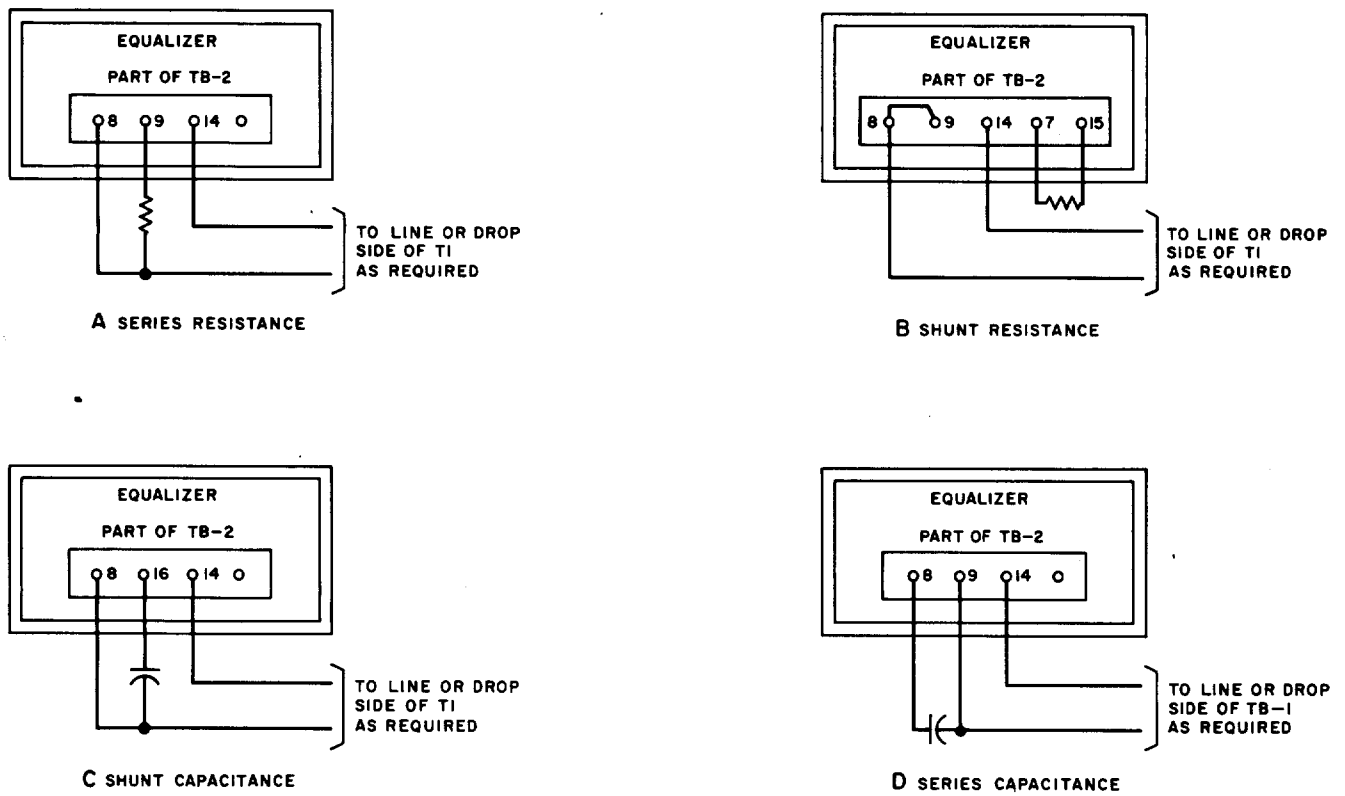 EQUALIZER
PART OF TB-2
8 9 14
TO LINE OR DROP
SIDE OF T1
AS REQUIRED
A SERIES RESISTANCE
EQUALIZER
PART OF TB-2
8 9 14 7 15
TO LINE OR DROP
SIDE OF T1
AS REQUIRED
B SHUNT RESISTANCE
EQUALIZER
PART OF TB-2
8 16 14
TO LINE OR DROP
SIDE OF T1
AS REQUIRED
C SHUNT CAPACITANCE
EQUALIZER
PART OF TB-2
8 9 14
TO LINE OR DROP
SIDE OF TB-1
AS REQUIRED
D SERIES CAPACITANCE